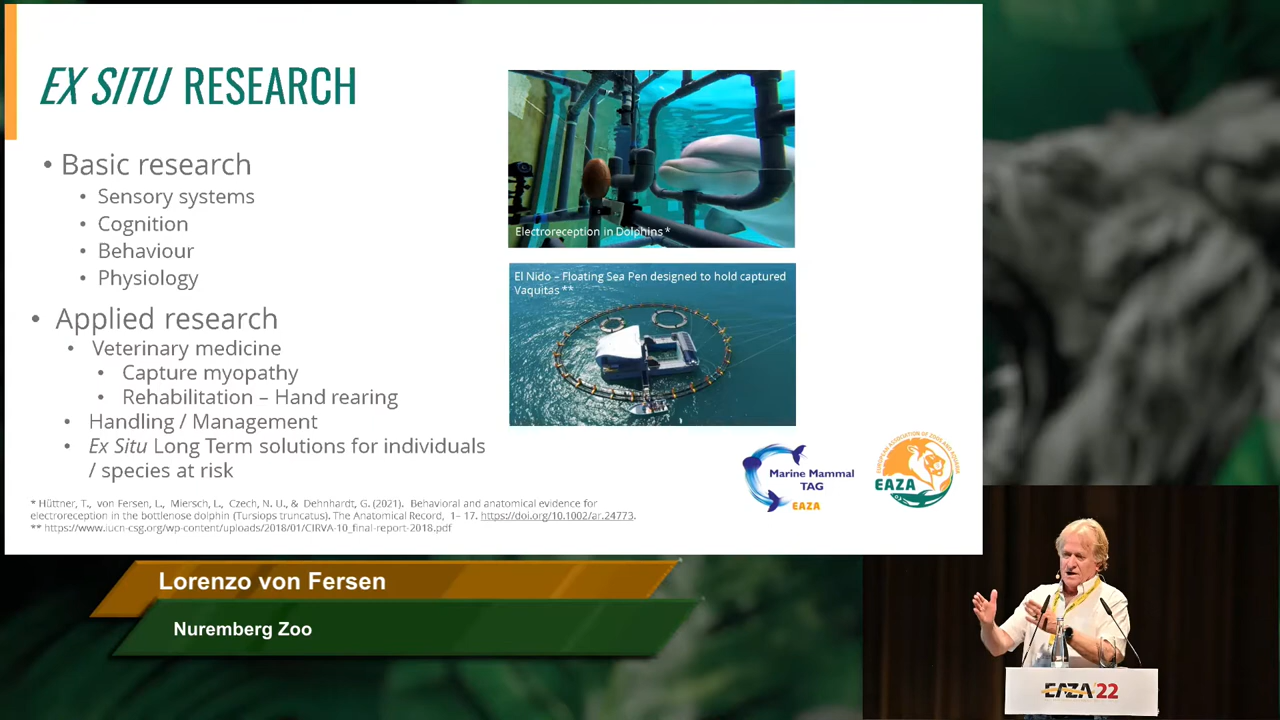 EX SITU RESEARCH
• Basic research
• Sensory systems
• Cognition
• Behaviour
• Physiology
• Applied research
• Veterinary medicine
• Capture myopathy
• Rehabilitation – Hand rearing
• Handling / Management
• Ex Situ Long Term solutions for individuals
/ species at risk
Electroreception in Dolphins *
El Nido – Floating Sea Pen designed to hold captured
Vaquitas **
Marine Mammal
TAG
EAZA
EAZA
* Hüttner, T., von Fersen, L., Miersch, L., Czech, N. U., & Dehnhardt, G. (2021). Behavioral and anatomical evidence for
electroreception in the bottlenose dolphin (Tursiops truncatus). The Anatomical Record, 1– 17. https://doi.org/10.1002/ar.24773.
** https://www.iucn-csg.org/wp-content/uploads/2018/01/CIRVA-10_final-report-2018.pdf
Lorenzo von Fersen
Nuremberg Zoo
EAZA'22